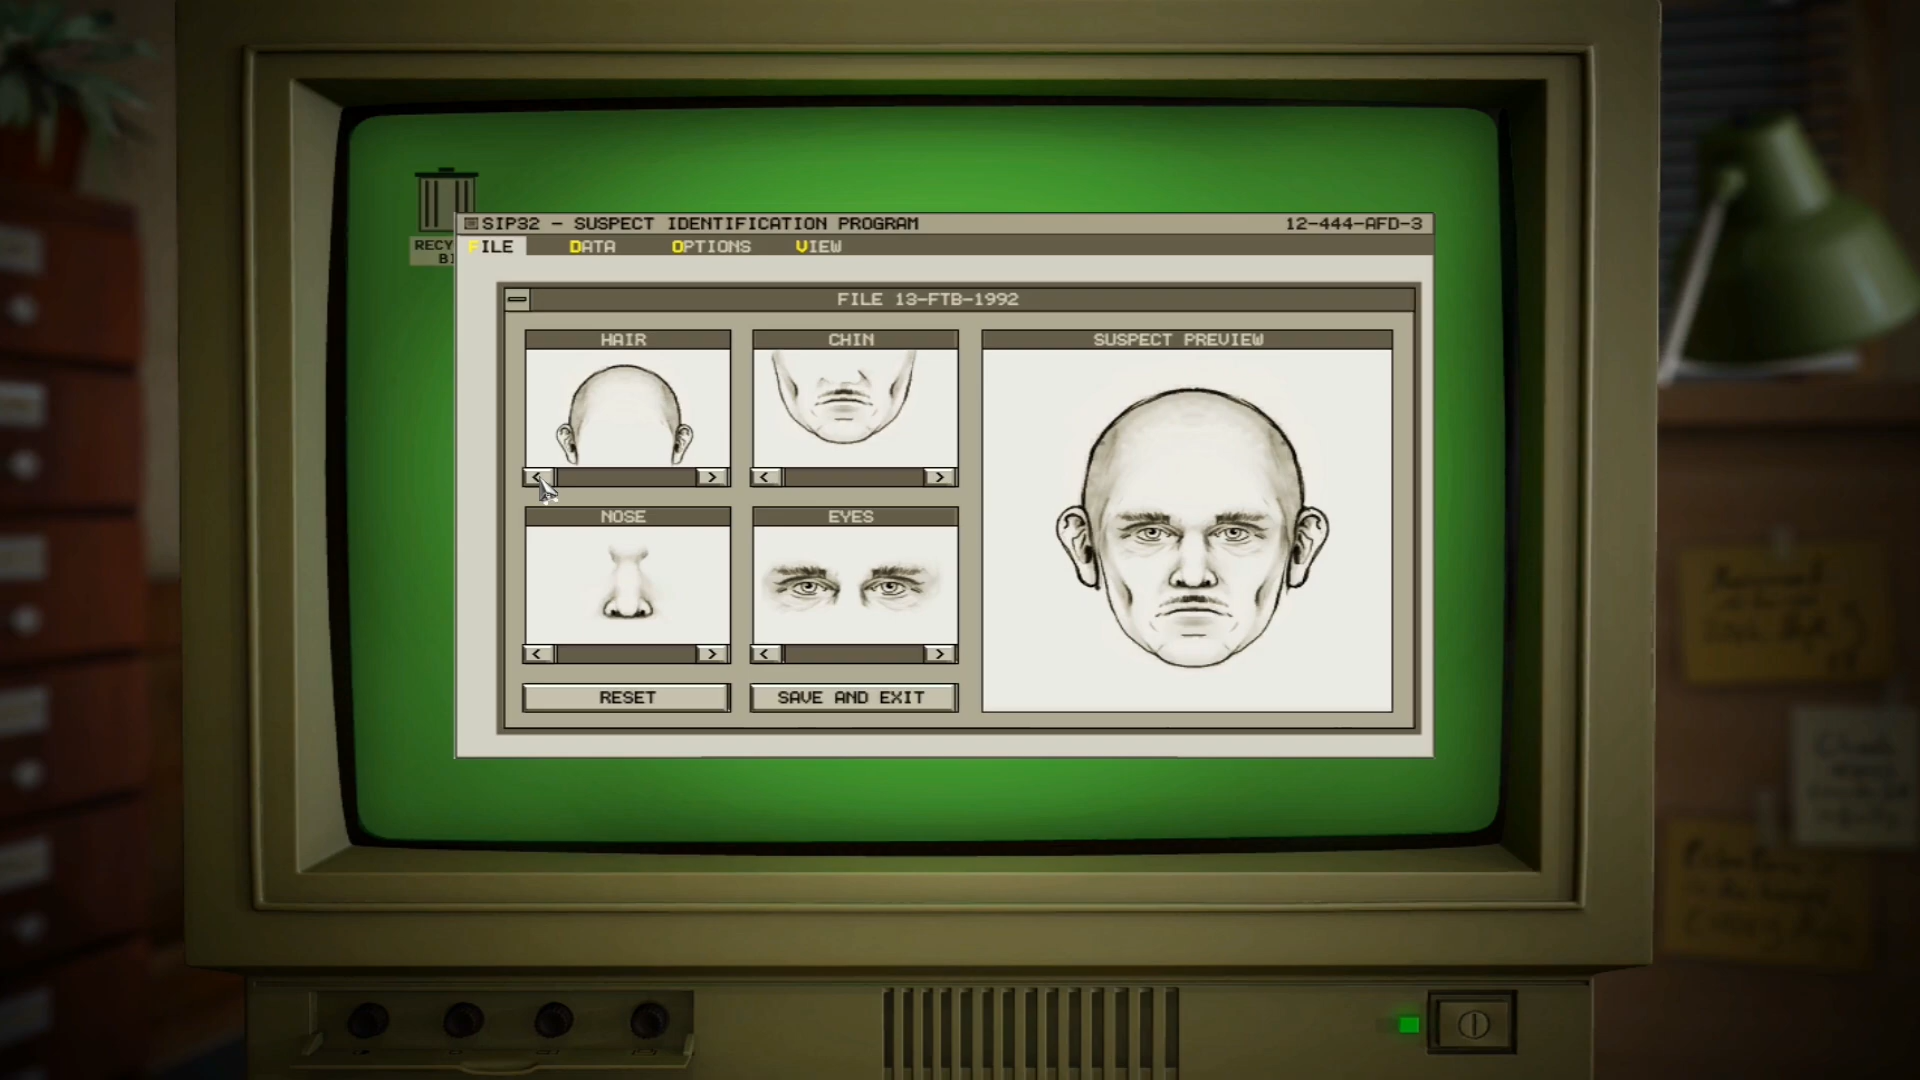 SIP32 - SUSPECT IDENTIFICATION PROGRAM 12-444-AFD-3
FILE DATA OPTIONS VIEW
FILE 13-FTB-1992
HAIR CHIN SUSPECT PREVIEW
< > < >
NOSE EYES
< > < >
RESET SAVE AND EXIT